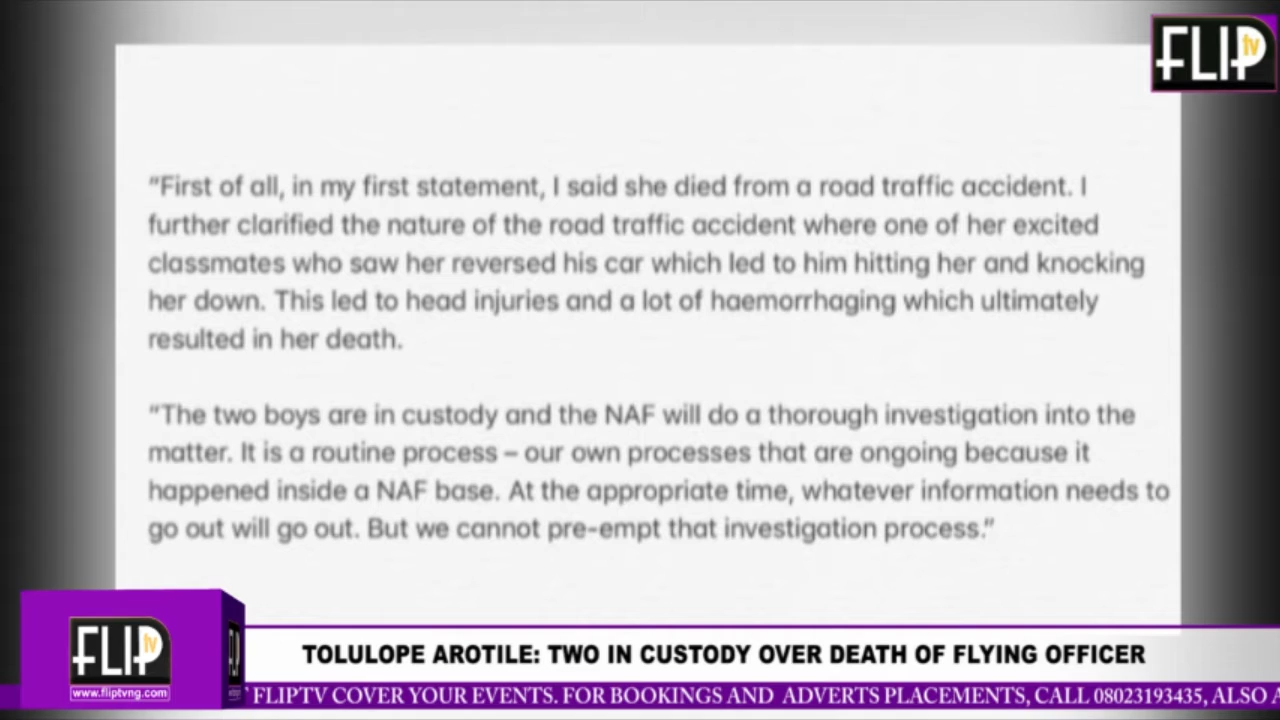 FLIP tv
“First of all, in my first statement, I said she died from a road traffic accident. I
further clarified the nature of the road traffic accident where one of her excited
classmates who saw her reversed his car which led to him hitting her and knocking
her down. This led to head injuries and a lot of haemorrhaging which ultimately
resulted in her death.
“The two boys are in custody and the NAF will do a thorough investigation into the
matter. It is a routine process – our own processes that are ongoing because it
happened inside a NAF base. At the appropriate time, whatever information needs to
go out will go out. But we cannot pre-empt that investigation process.”
FLIP tv
www.fliptvng.com
TOLULOPE AROTILE: TWO IN CUSTODY OVER DEATH OF FLYING OFFICER
FLIPTV COVER YOUR EVENTS. FOR BOOKINGS AND ADVERTS PLACEMENTS, CALL 08023193435, ALSO